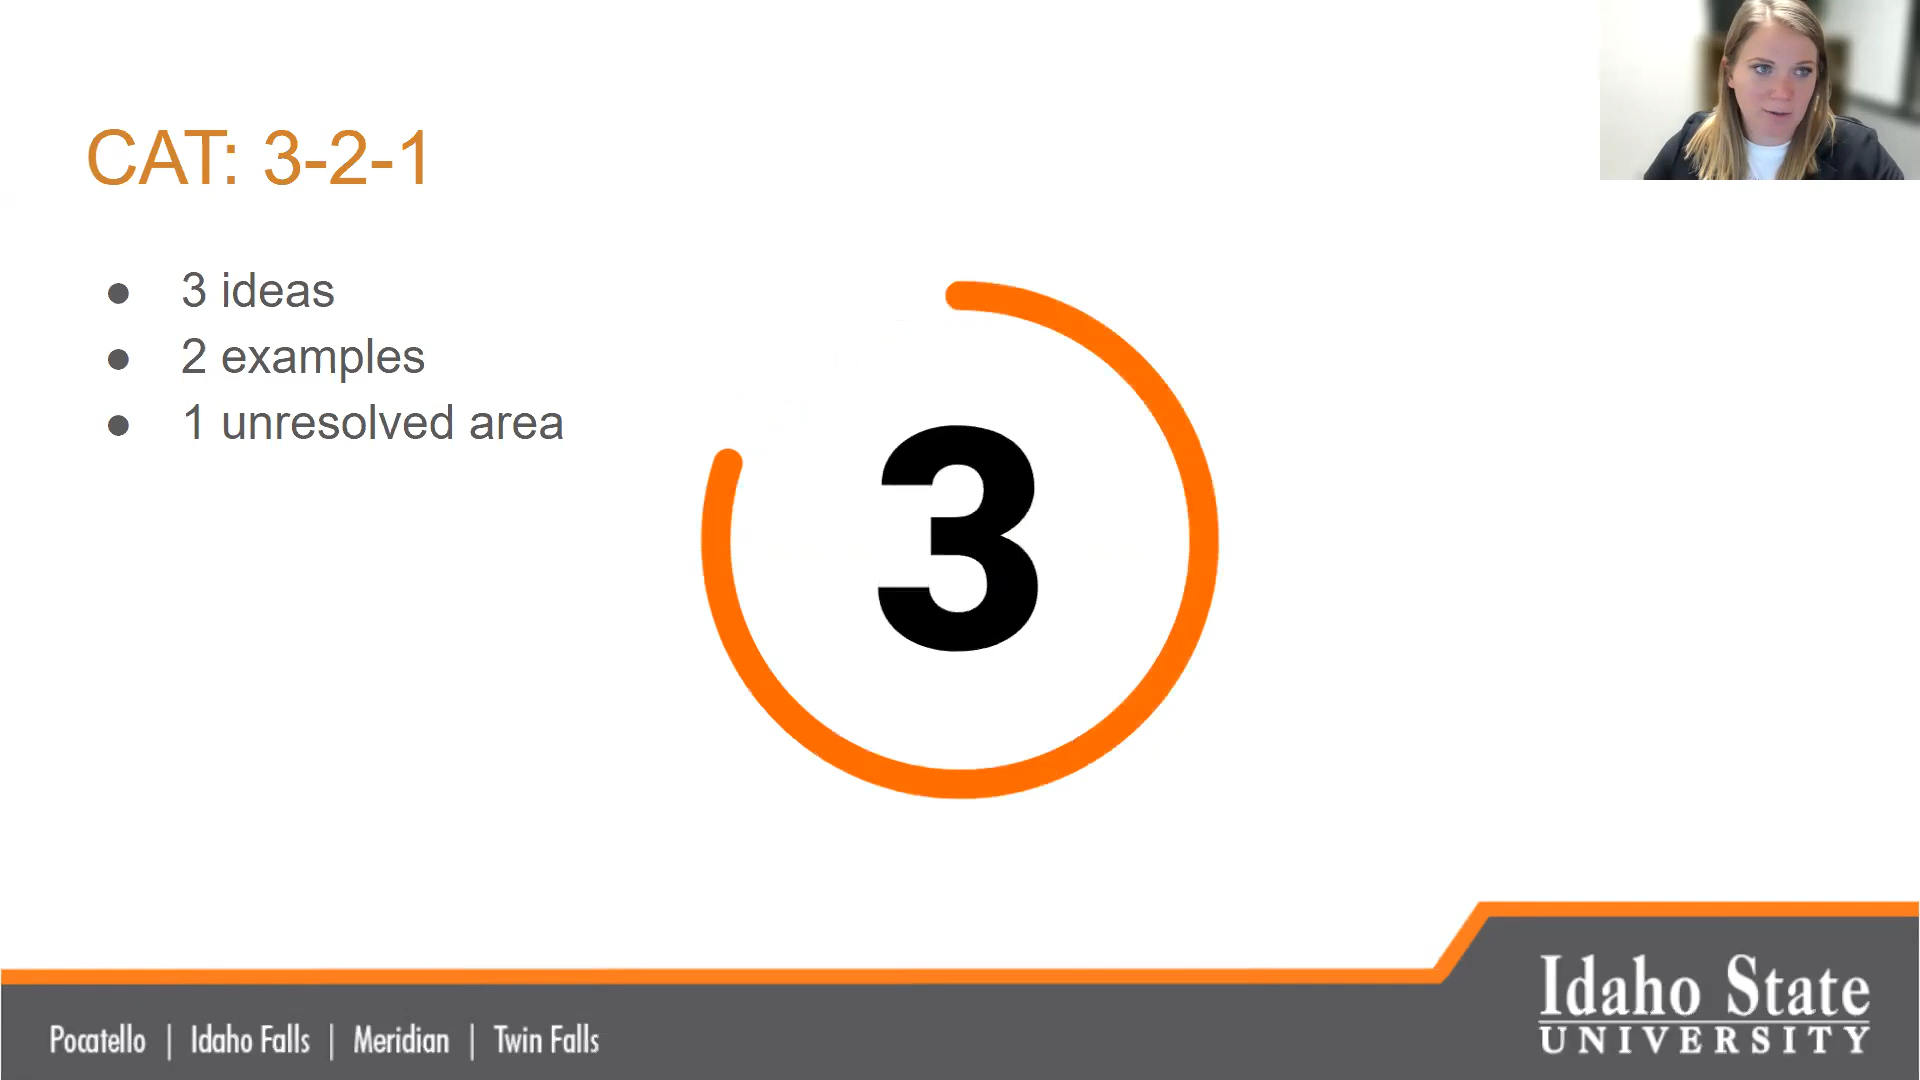 CAT: 3-2-1
● 3 ideas
● 2 examples
● 1 unresolved area
3
Pocatello | Idaho Falls | Meridian | Twin Falls
Idaho State
UNIVERSITY